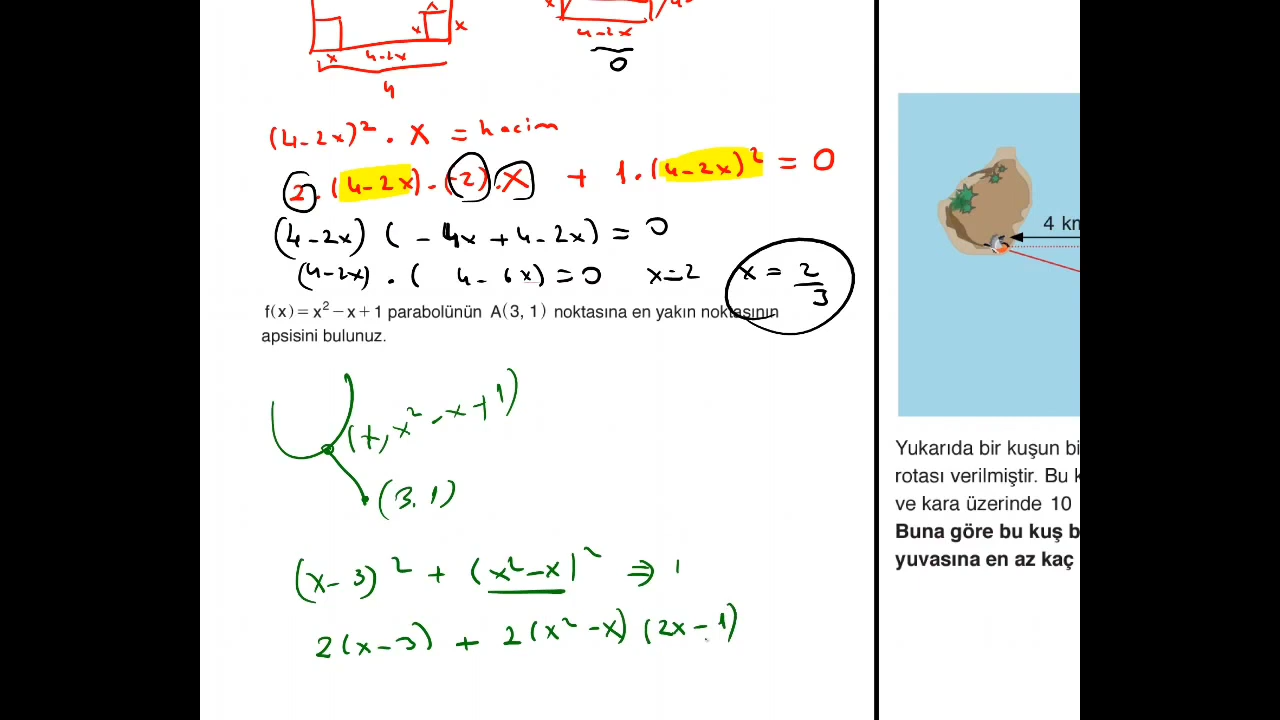 x
x
x
x
4-2x
4
4-2x
0
(4-2x)² . x = hacim
2.(4-2x).(-2).x + 1.(4-2x)² = 0
(4-2x) (-4x+4-2x) = 0
(4-2x).(4-6x)=0 x=2 x = 2/3
f(x) = x² − x + 1 parabolünün A(3, 1) noktasına en yakın noktasının
apsisini bulunuz.
(x, x² - x + 1)
(3,1)
(x-3)² + (x²-x)² ⇒
2(x-3) + 2(x²-x)(2x-1)
4 km
Yukarıda bir kuşun
rotası verilmiştir. Bu
ve kara üzerinde 10
Buna göre bu kuş
yuvasına en az kaç